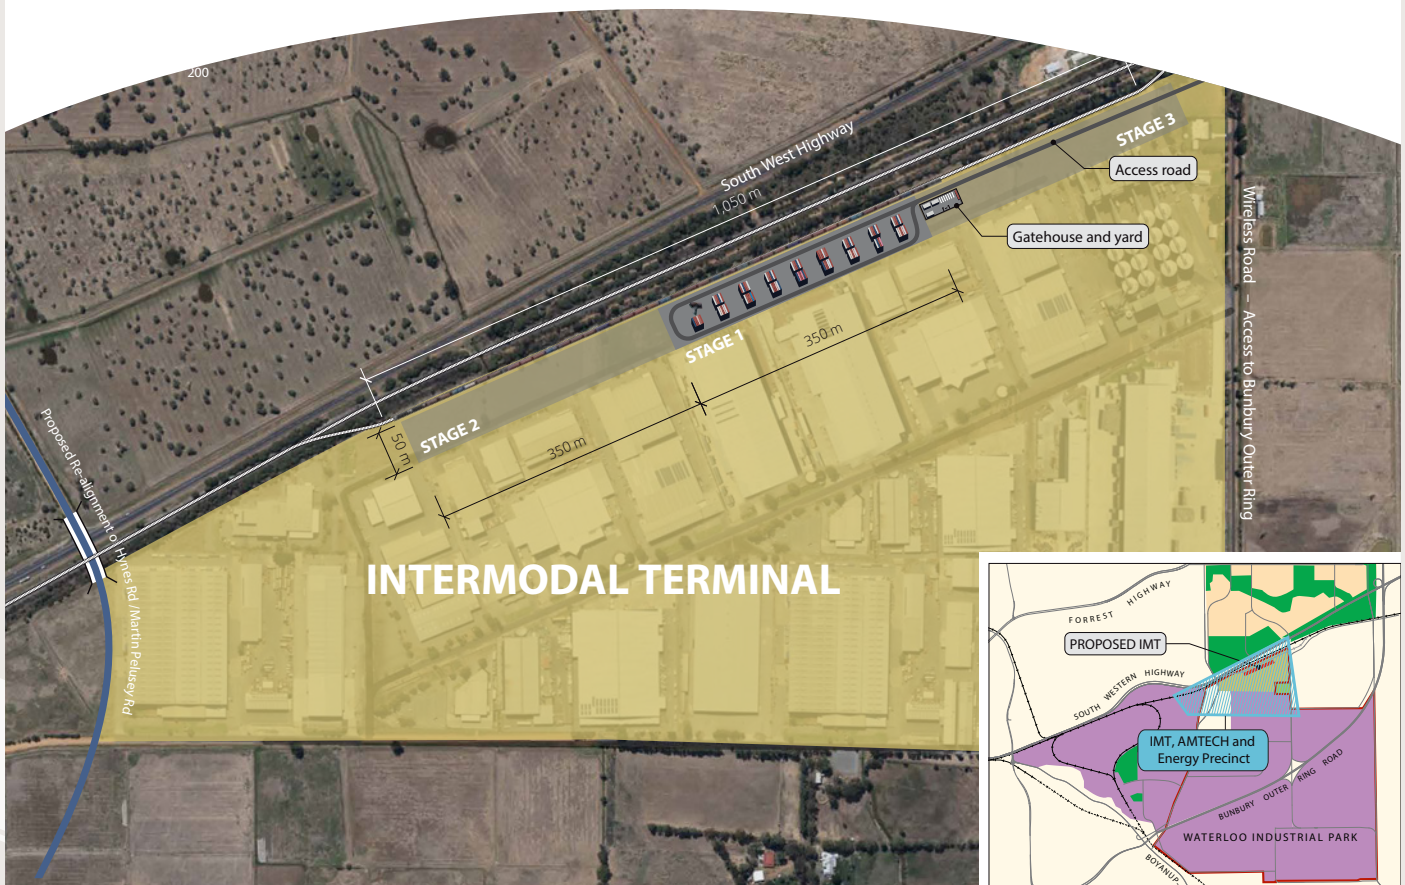 200
South West Highway
1,050 m
STAGE 3
Access road
Gatehouse and yard
Wireless Road – Access to Bunbury Outer Ring
STAGE 1
350 m
STAGE 2
350 m
50 m
Proposed Re-alignment of Hynes Rd /Martin Pelusey Rd
INTERMODAL TERMINAL
FORREST HIGHWAY
PROPOSED IMT
SOUTH WESTERN HIGHWAY
IMT, AMTECH and
Energy Precinct
BUNBURY OUTER RING ROAD
WATERLOO INDUSTRIAL PARK
BOYANUP-